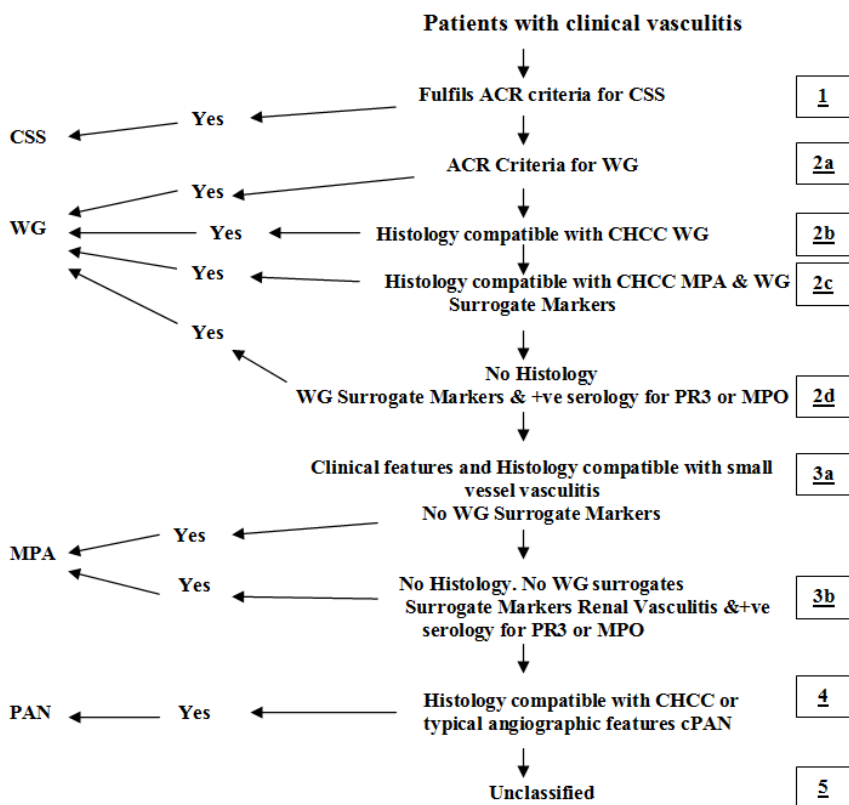 Patients with clinical vasculitis
Fulfils ACR criteria for CSS
1
Yes
CSS
ACR Criteria for WG
2a
Yes
WG
Yes
Histology compatible with CHCC WG
2b
Yes
Histology compatible with CHCC MPA & WG
Surrogate Markers
2c
Yes
No Histology
WG Surrogate Markers & +ve serology for PR3 or MPO
2d
Clinical features and Histology compatible with small
vessel vasculitis
No WG Surrogate Markers
3a
Yes
MPA
Yes
No Histology. No WG surrogates
Surrogate Markers Renal Vasculitis &+ve
serology for PR3 or MPO
3b
PAN
Yes
Histology compatible with CHCC or
typical angiographic features cPAN
4
Unclassified
5